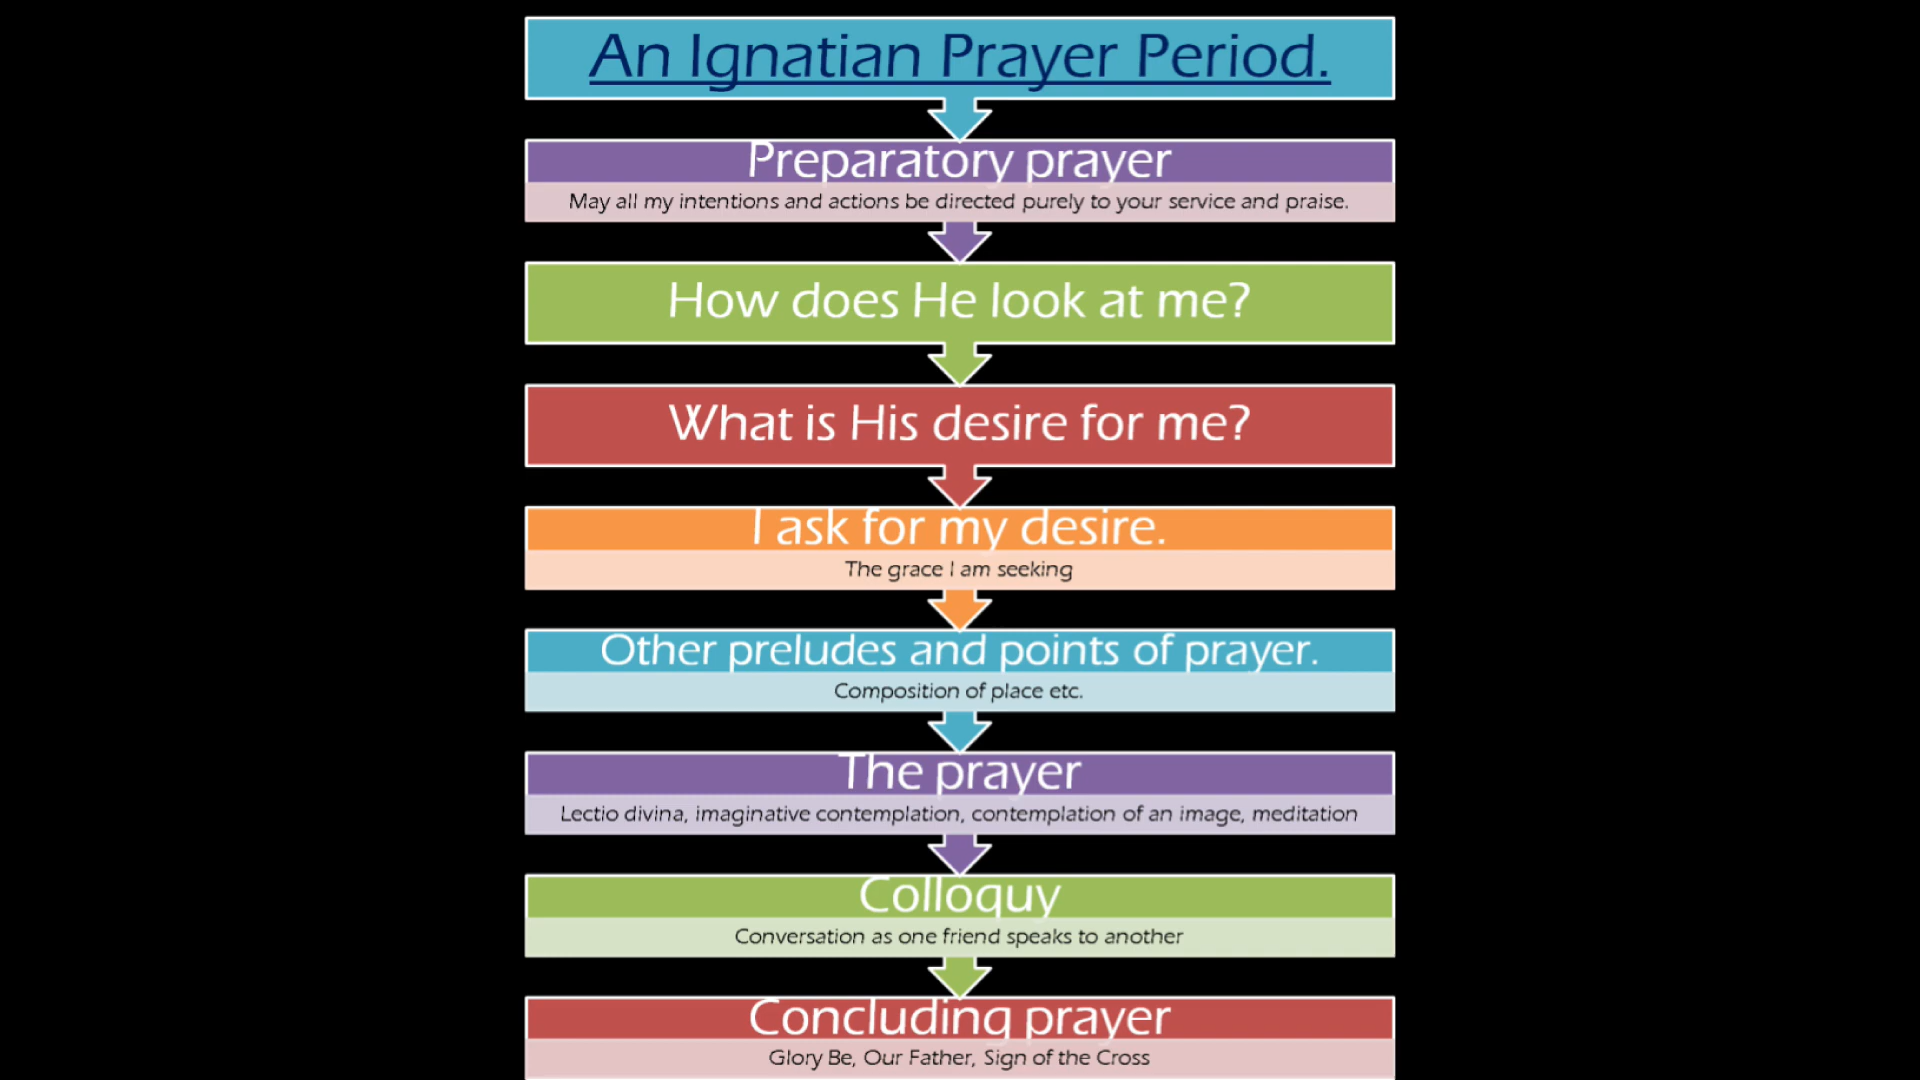 An Ignatian Prayer Period.
Preparatory prayer
May all my intentions and actions be directed purely to your service and praise.
How does He look at me?
What is His desire for me?
I ask for my desire.
The grace I am seeking
Other preludes and points of prayer.
Composition of place etc.
The prayer
Lectio divina, imaginative contemplation, contemplation of an image, meditation
Colloquy
Conversation as one friend speaks to another
Concluding prayer
Glory Be, Our Father, Sign of the Cross